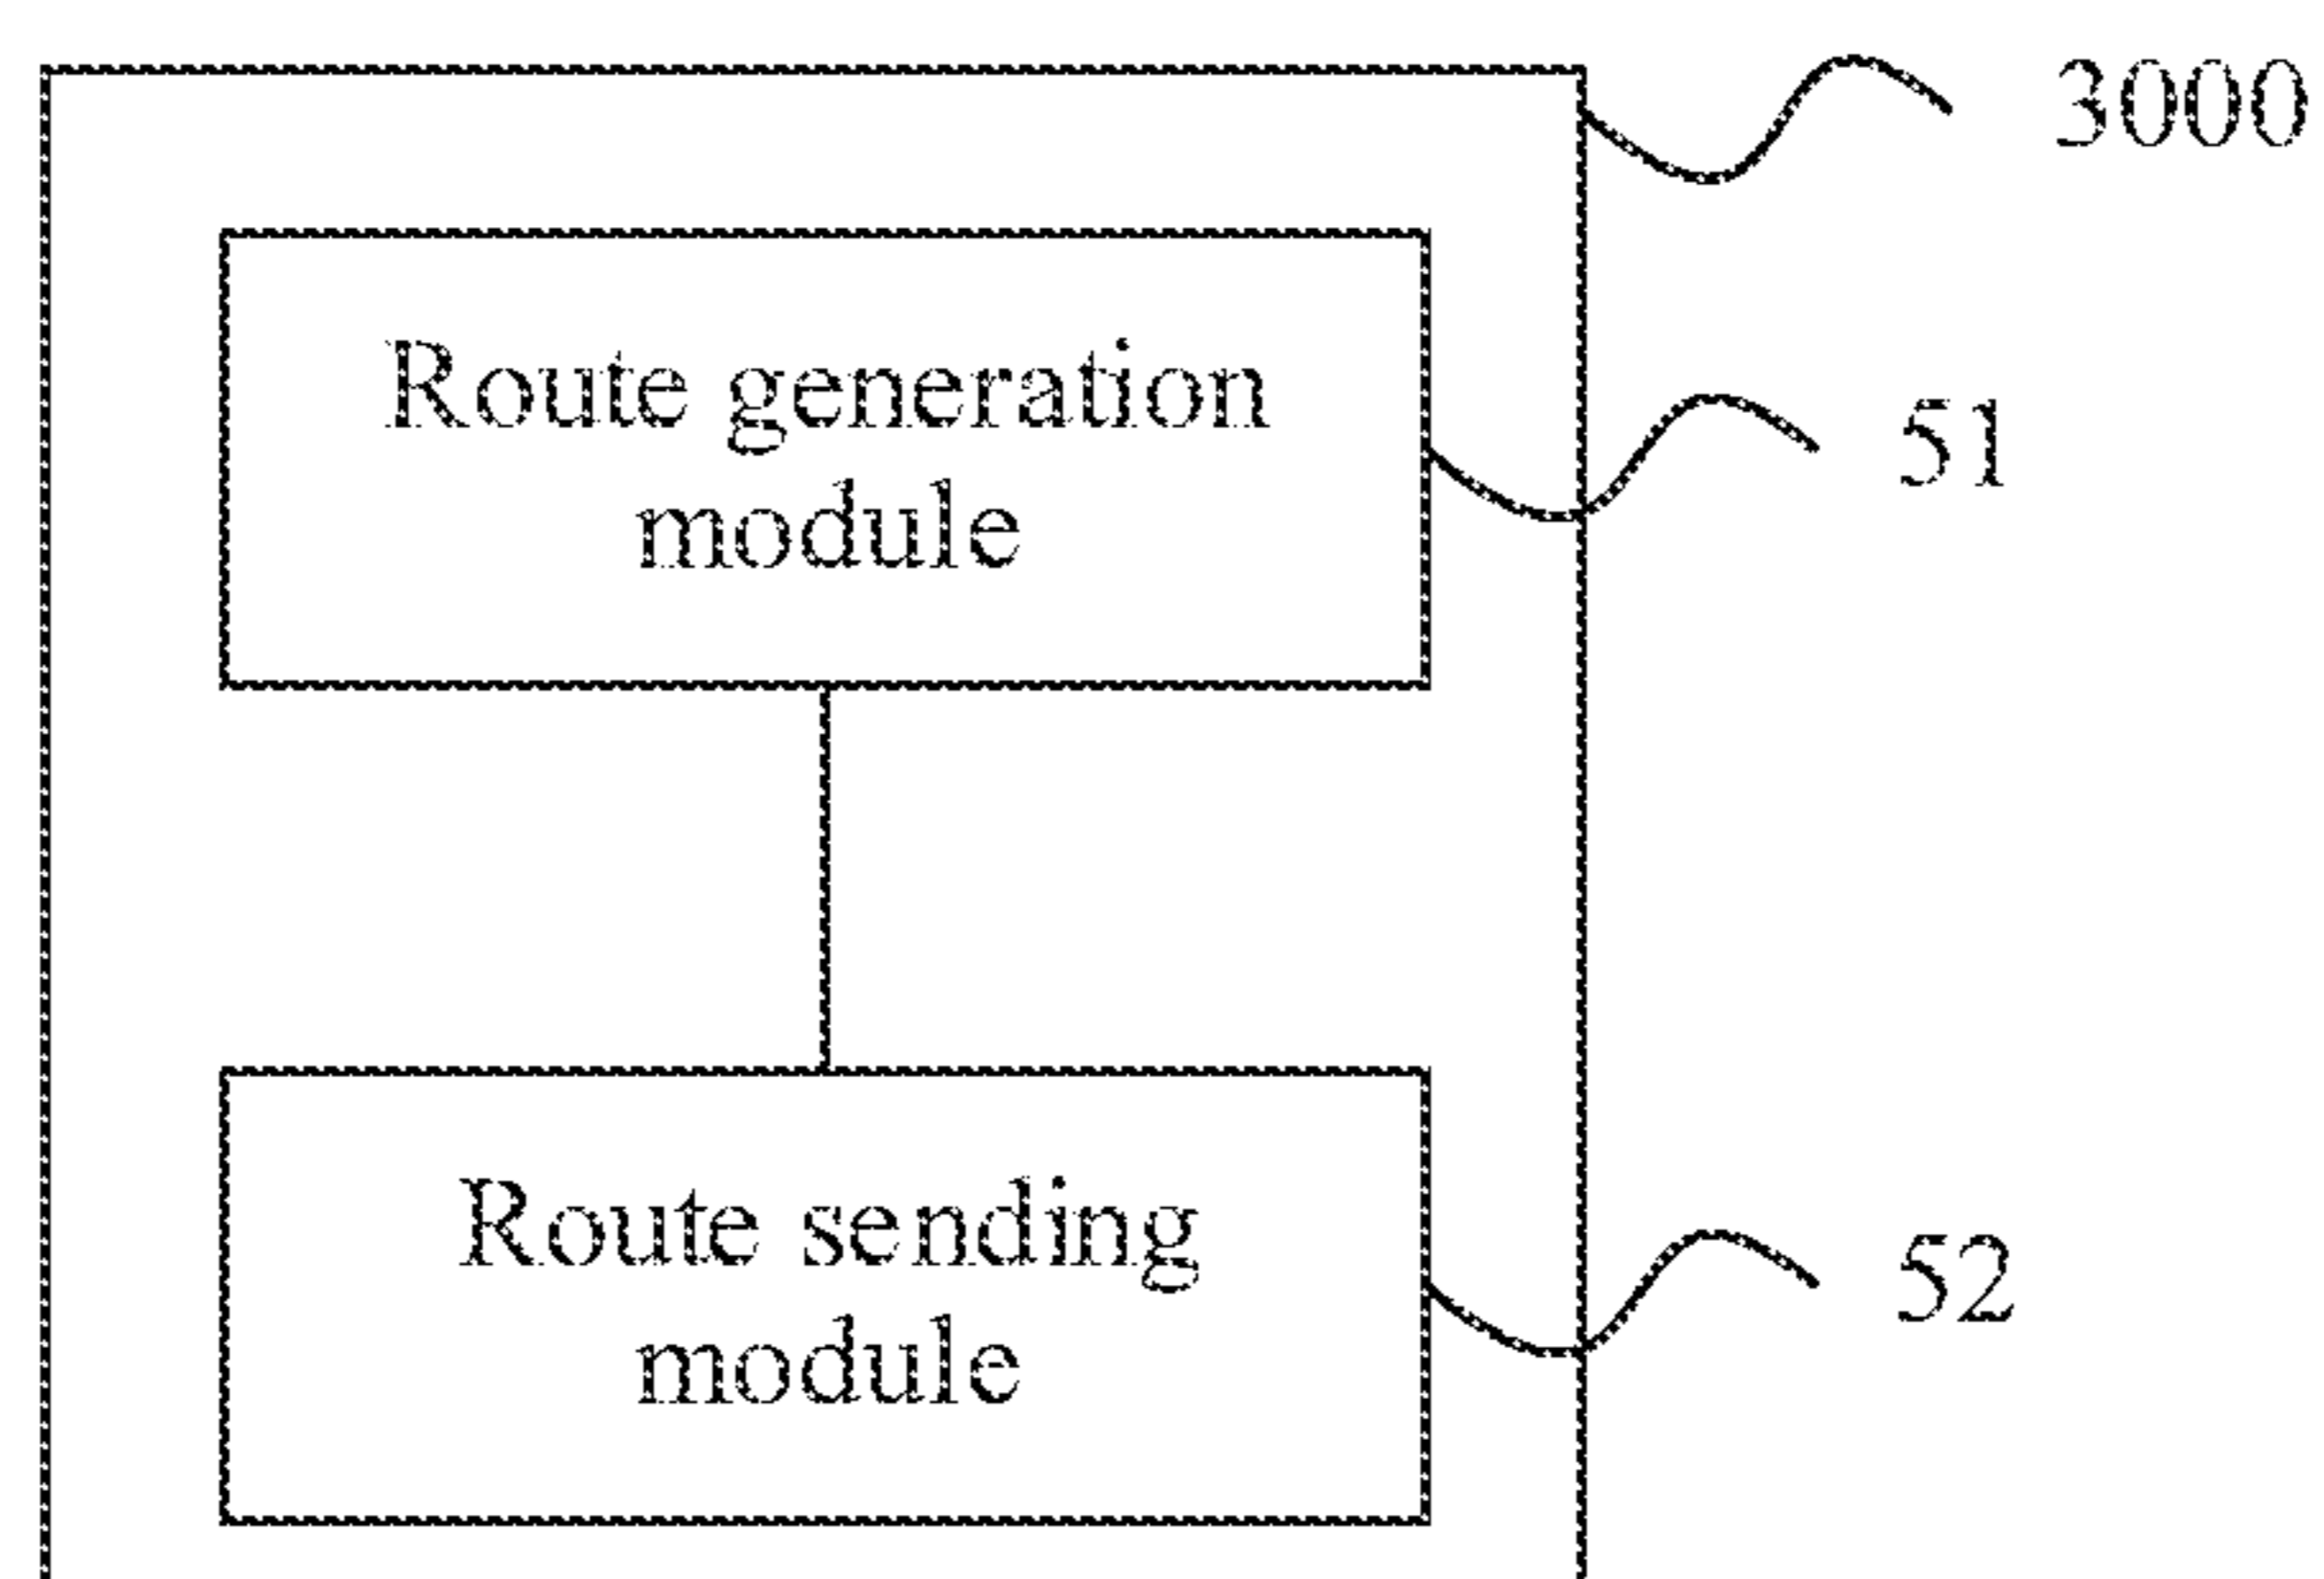 3000
Route generation
module
51
Route sending
module
52